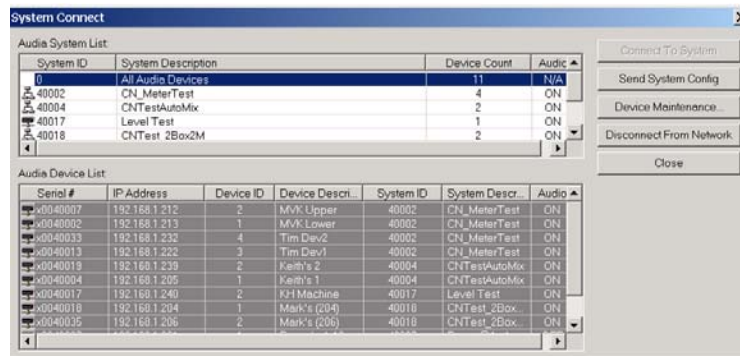 System Connect
Audia System List
System ID System Description Device Count Audic
0 All Audia Devices 11 N/A
40002 CN_MeterTest 4 ON
40004 CNTestAutoMix 2 ON
40017 Level Test 1 ON
40018 CNTest_2Box2M 2 ON
Connect To System
Send System Config
Device Maintenance...
Disconnect From Network
Close
Audia Device List
Serial # IP Address Device ID Device Descri... System ID System Descr... Audio
x0040007 192.168.1.212 2 MVK Upper 40002 CN_MeterTest ON
x0040002 192.168.1.213 1 MVK Lower 40002 CN_MeterTest ON
x0040033 192.168.1.232 4 Tim Dev2 40002 CN_MeterTest ON
x0040013 192.168.1.222 3 Tim Dev1 40002 CN_MeterTest ON
x0040019 192.168.1.239 2 Keith's 2 40004 CNTestAutoMix ON
x0040004 192.168.1.205 1 Keith's 1 40004 CNTestAutoMix ON
x0040017 192.168.1.240 2 KH Machine 40017 Level Test ON
x0040018 192.168.1.204 1 Mark's (204) 40018 CNTest_2Box... ON
x0040035 192.168.1.206 2 Mark's (206) 40018 CNTest_2Box... ON